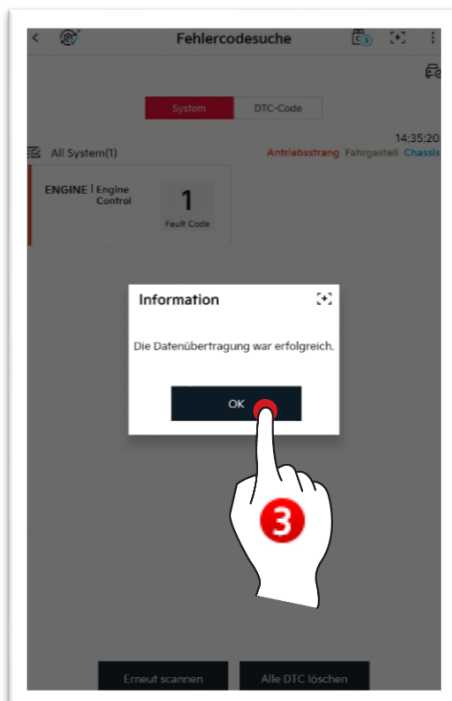 Fehlercodesuche
System DTC-Code
14:35:20
All System(1) Antriebsstrang Fahrgestell Chassis
ENGINE | Engine
Control
1
Fault Code
Information
Die Datenübertragung war erfolgreich.
OK
3
Erneut scannen Alle DTC löschen